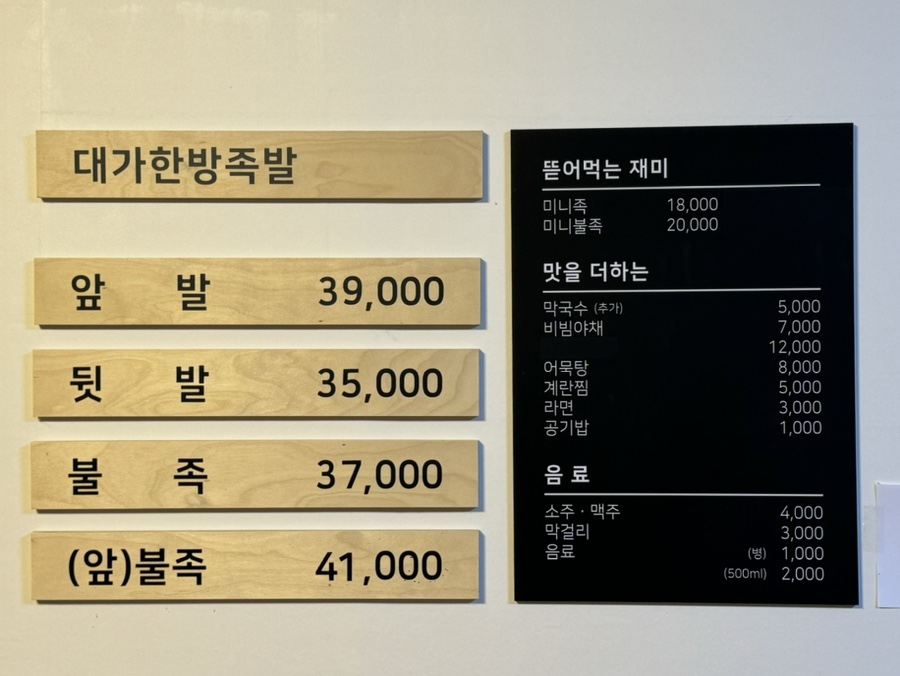 대가한방족발
앞 발 39,000
뒷 발 35,000
불 족 37,000
(앞)불족 41,000
뜯어먹는 재미
미니족 18,000
미니불족 20,000
맛을 더하는
막국수 (추가) 5,000
비빔야채 7,000
12,000
어묵탕 8,000
계란찜 5,000
라면 3,000
공기밥 1,000
음 료
소주 · 맥주 4,000
막걸리 3,000
음료 (병) 1,000
(500ml) 2,000